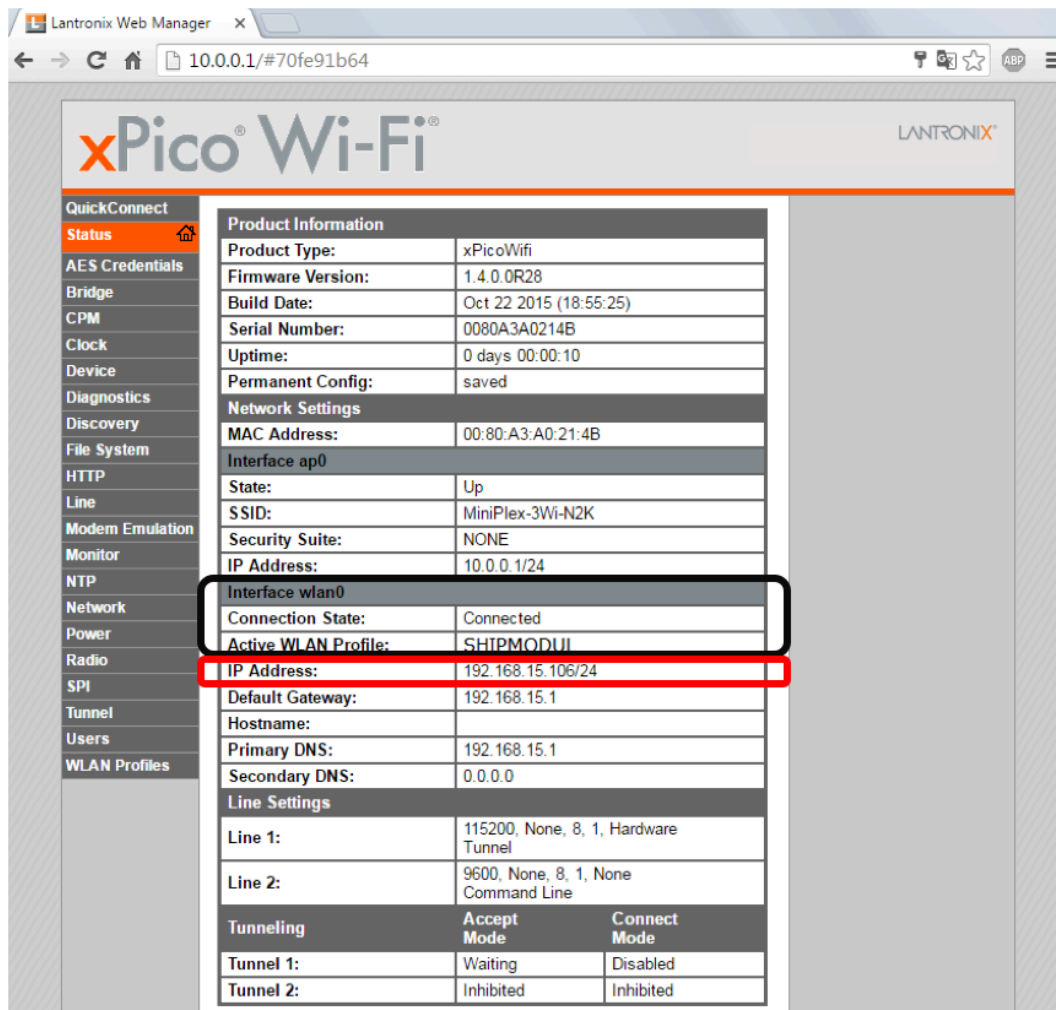 Lantronix Web Manager
10.0.0.1/#70fe91b64
ABP
xPico® Wi-Fi®
LANTRONIX®
QuickConnect
Status
AES Credentials
Bridge
CPM
Clock
Device
Diagnostics
Discovery
File System
HTTP
Line
Modem Emulation
Monitor
NTP
Network
Power
Radio
SPI
Tunnel
Users
WLAN Profiles
Product Information
Product Type: xPicoWifi
Firmware Version: 1.4.0.0R28
Build Date: Oct 22 2015 (18:55:25)
Serial Number: 0080A3A0214B
Uptime: 0 days 00:00:10
Permanent Config: saved
Network Settings
MAC Address: 00:80:A3:A0:21:4B
Interface ap0
State: Up
SSID: MiniPlex-3Wi-N2K
Security Suite: NONE
IP Address: 10.0.0.1/24
Interface wlan0
Connection State: Connected
Active WLAN Profile: SHIPMODUL
IP Address: 192.168.15.106/24
Default Gateway: 192.168.15.1
Hostname:
Primary DNS: 192.168.15.1
Secondary DNS: 0.0.0.0
Line Settings
Line 1: 115200, None, 8, 1, Hardware
Tunnel
Line 2: 9600, None, 8, 1, None
Command Line
Tunneling Accept Mode Connect Mode
Tunnel 1: Waiting Disabled
Tunnel 2: Inhibited Inhibited